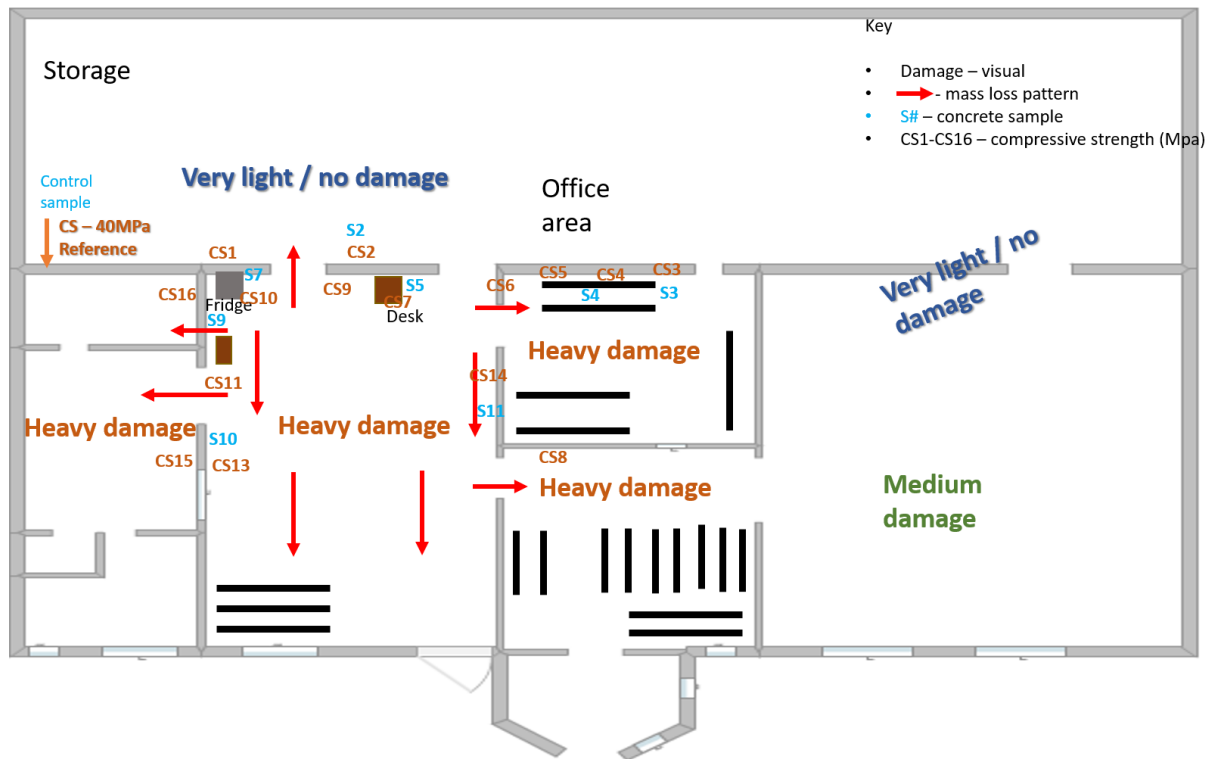 Key
Storage
• Damage – visual
• - mass loss pattern
• S# – concrete sample
• CS1-CS16 – compressive strength (Mpa)
Very light / no damage
Control
sample
Office
area
CS – 40MPa
Reference
S2
CS1
CS2
Very light / no
damage
S7
CS5
CS4
CS3
CS16
CS10
CS9
S5
CS6
S4
S3
Fridge
CS7
Desk
S9
Heavy damage
CS11
CS14
S11
Heavy damage
Heavy damage
S10
CS15
CS13
CS8
Heavy damage
Medium
damage